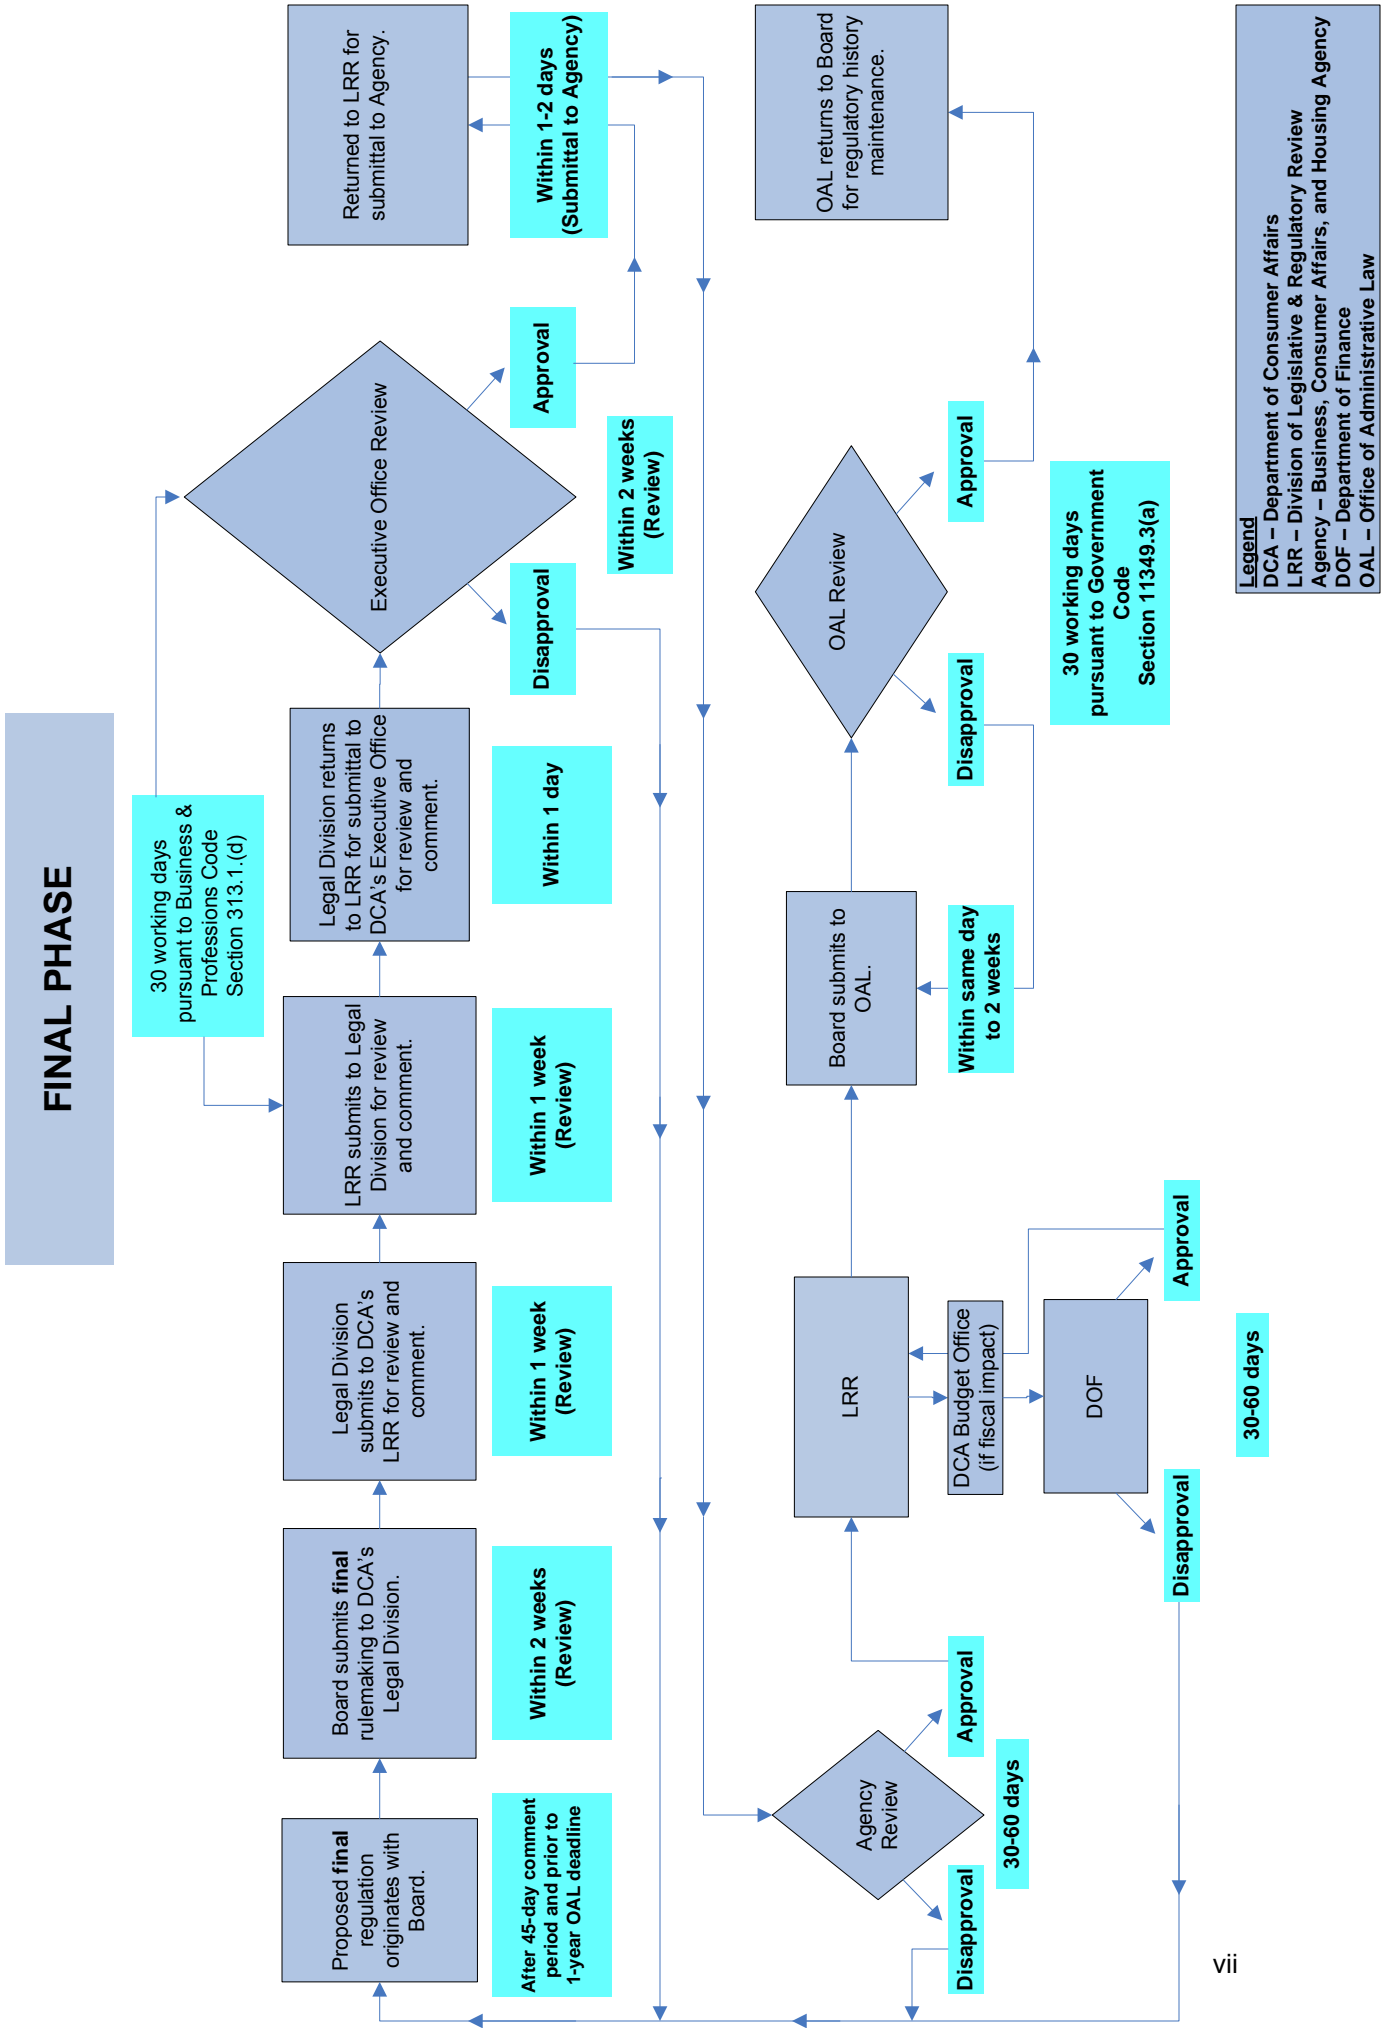 FINAL PHASE
30 working days
pursuant to Business &
Professions Code
Section 313.1.(d)
Proposed final
regulation
originates with
Board.
Board submits final
rulemaking to DCA’s
Legal Division.
Legal Division
submits to DCA’s
LRR for review and
comment.
LRR submits to Legal
Division for review
and comment.
Legal Division returns
to LRR for submittal to
DCA’s Executive Office
for review and
comment.
Executive Office Review
Returned to LRR for
submittal to Agency.
After 45-day comment
period and prior to
1-year OAL deadline
Within 2 weeks
(Review)
Within 1 week
(Review)
Within 1 week
(Review)
Within 1 day
Disapproval
Approval
Within 2 weeks
(Review)
Within 1-2 days
(Submittal to Agency)
Agency
Review
Disapproval
Approval
30-60 days
LRR
DCA Budget Office
(if fiscal impact)
DOF
Disapproval
Approval
30-60 days
Board submits to
OAL.
Within same day
to 2 weeks
OAL Review
Disapproval
Approval
30 working days
pursuant to Government
Code
Section 11349.3(a)
OAL returns to Board
for regulatory history
maintenance.
Legend
DCA – Department of Consumer Affairs
LRR – Division of Legislative & Regulatory Review
Agency – Business, Consumer Affairs, and Housing Agency
DOF – Department of Finance
OAL – Office of Administrative Law
vii